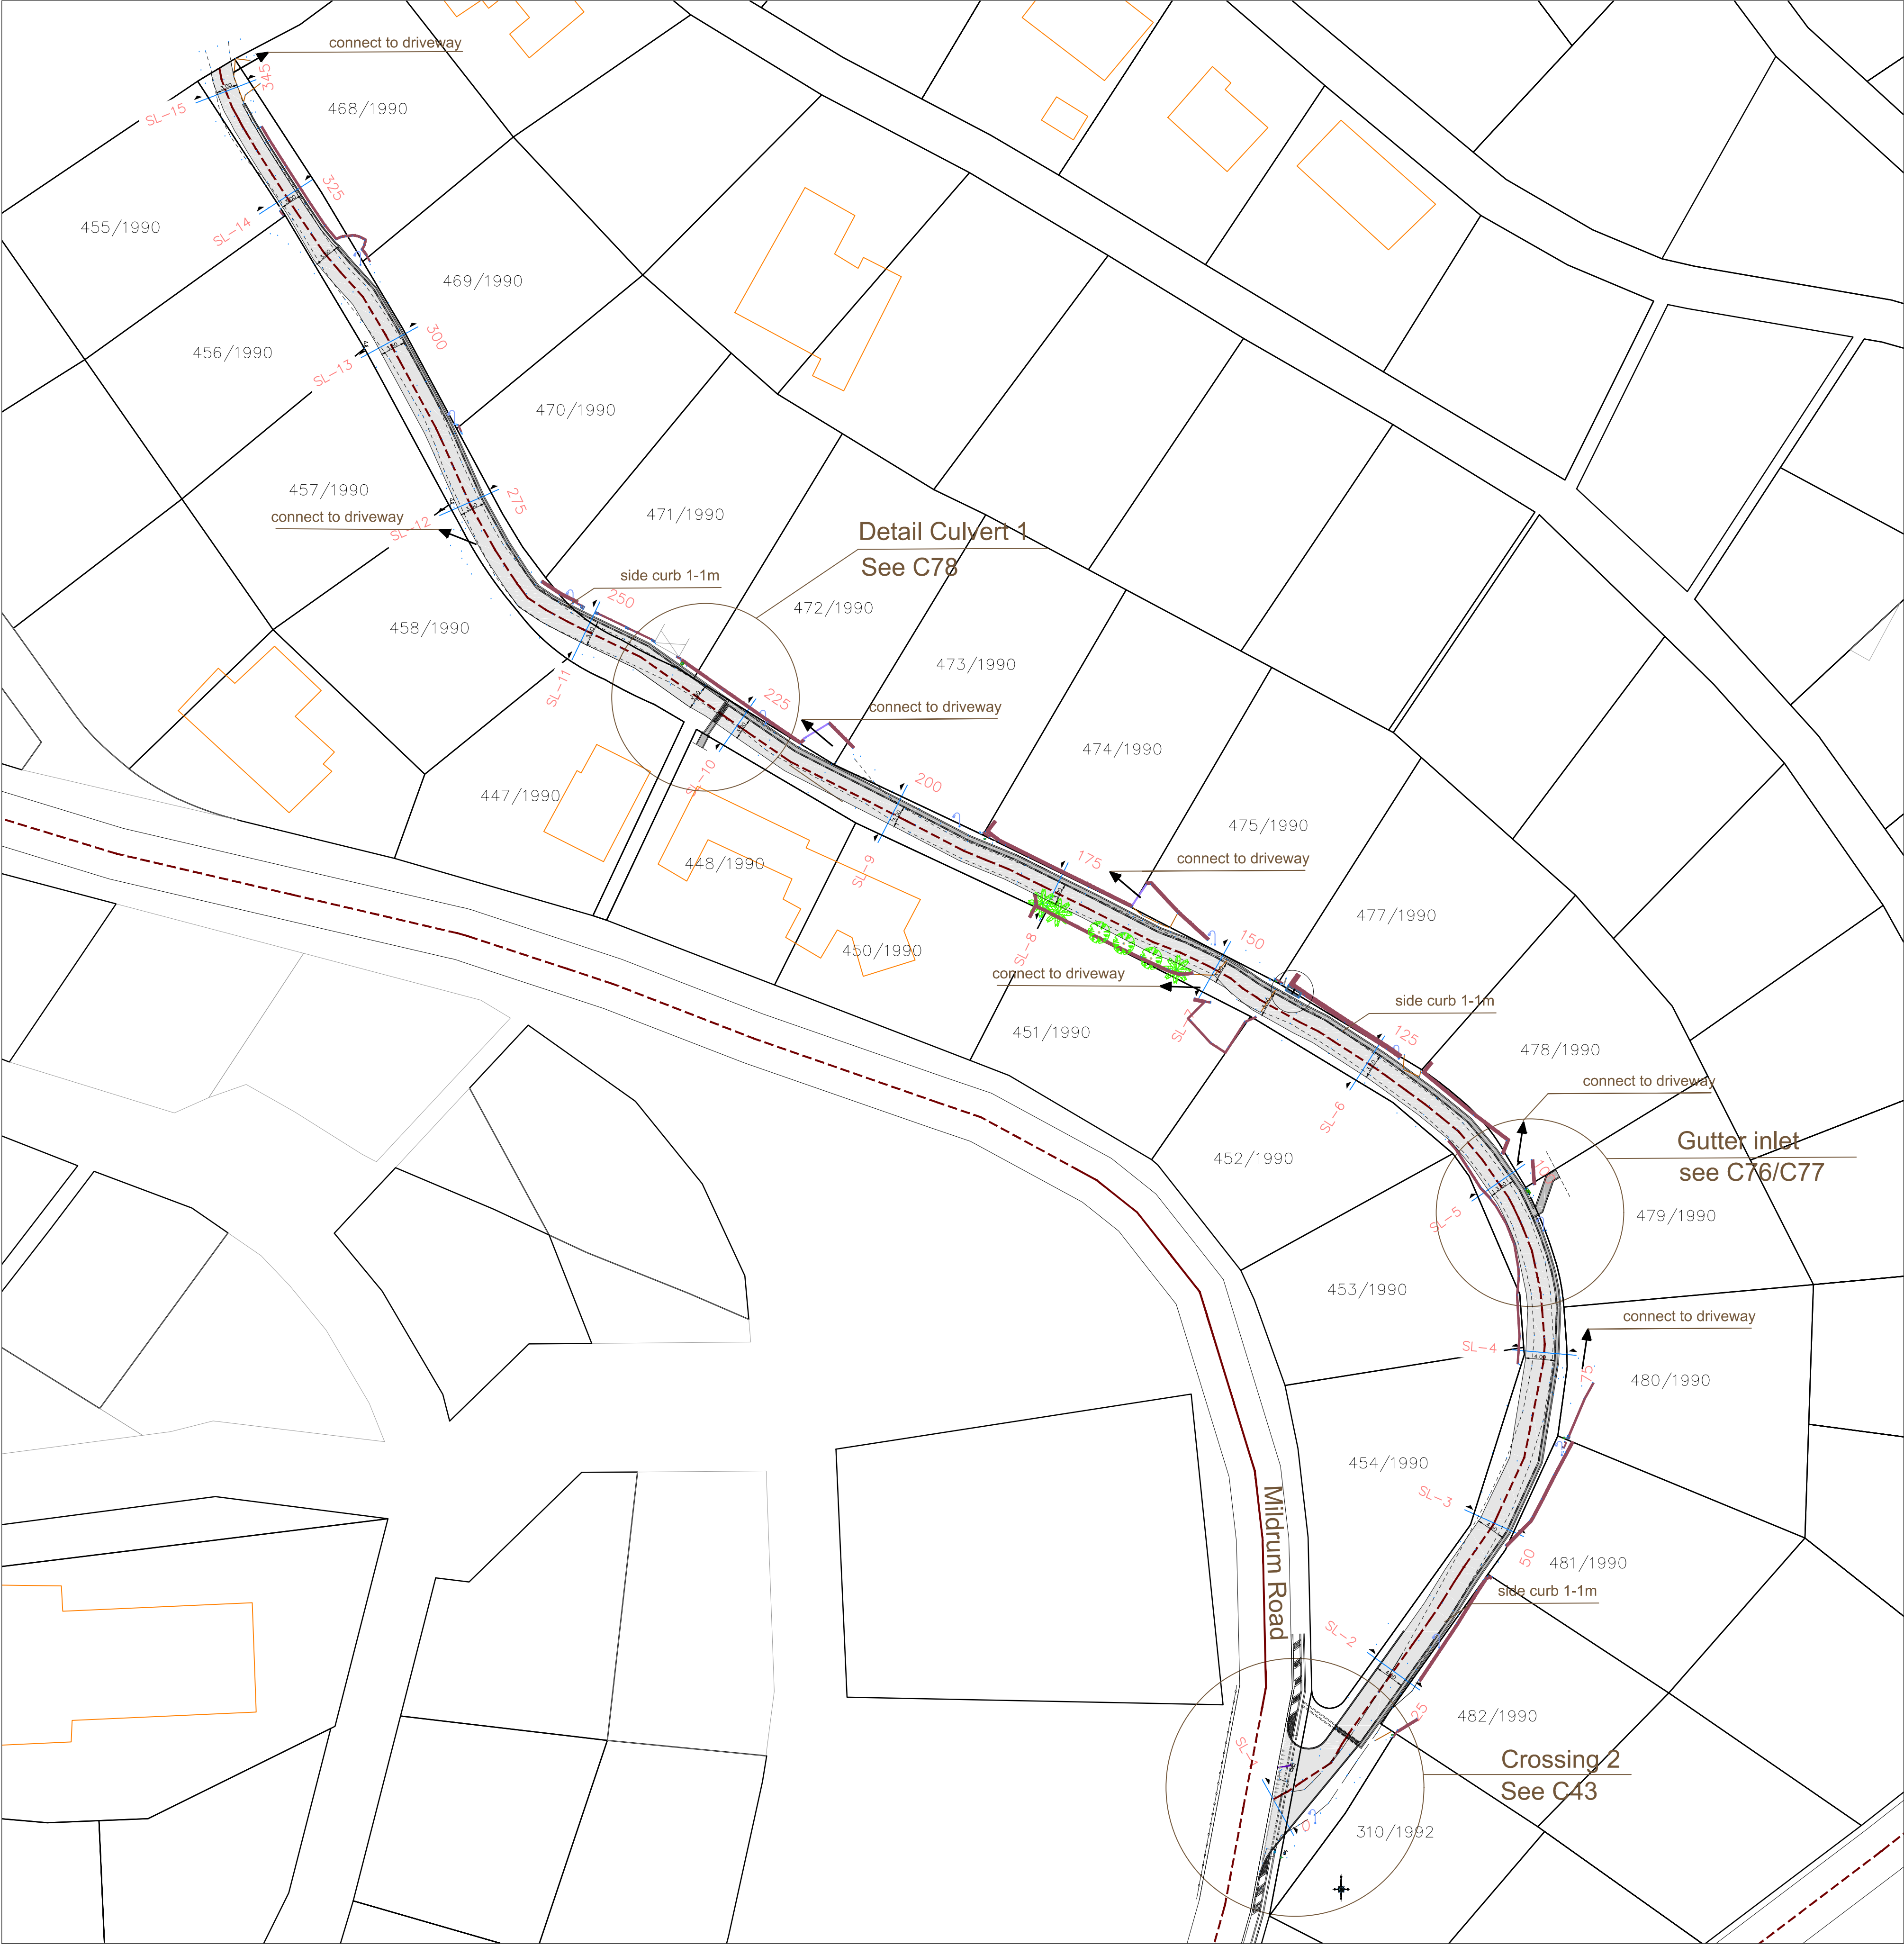 connect to driveway
345
SL-15
468/1990
325
455/1990
SL-14
469/1990
300
456/1990
SL-13
470/1990
457/1990
275
connect to driveway
SL-12
471/1990
Detail Culvert 1
See C78
side curb 1-1m
250
472/1990
458/1990
473/1990
SL-11
225
connect to driveway
474/1990
SL-10
200
447/1990
475/1990
448/1990
SL-9
175
connect to driveway
477/1990
450/1990
SL-8
150
connect to driveway
side curb 1-1m
451/1990
SL-7
125
478/1990
connect to driveway
SL-6
Gutter inlet
see C76/C77
452/1990
100
SL-5
479/1990
453/1990
connect to driveway
SL-4
75
480/1990
454/1990
SL-3
Mildrum Road
50
481/1990
side curb 1-1m
SL-2
25
482/1990
SL-1
Crossing 2
See C43
0
310/1992